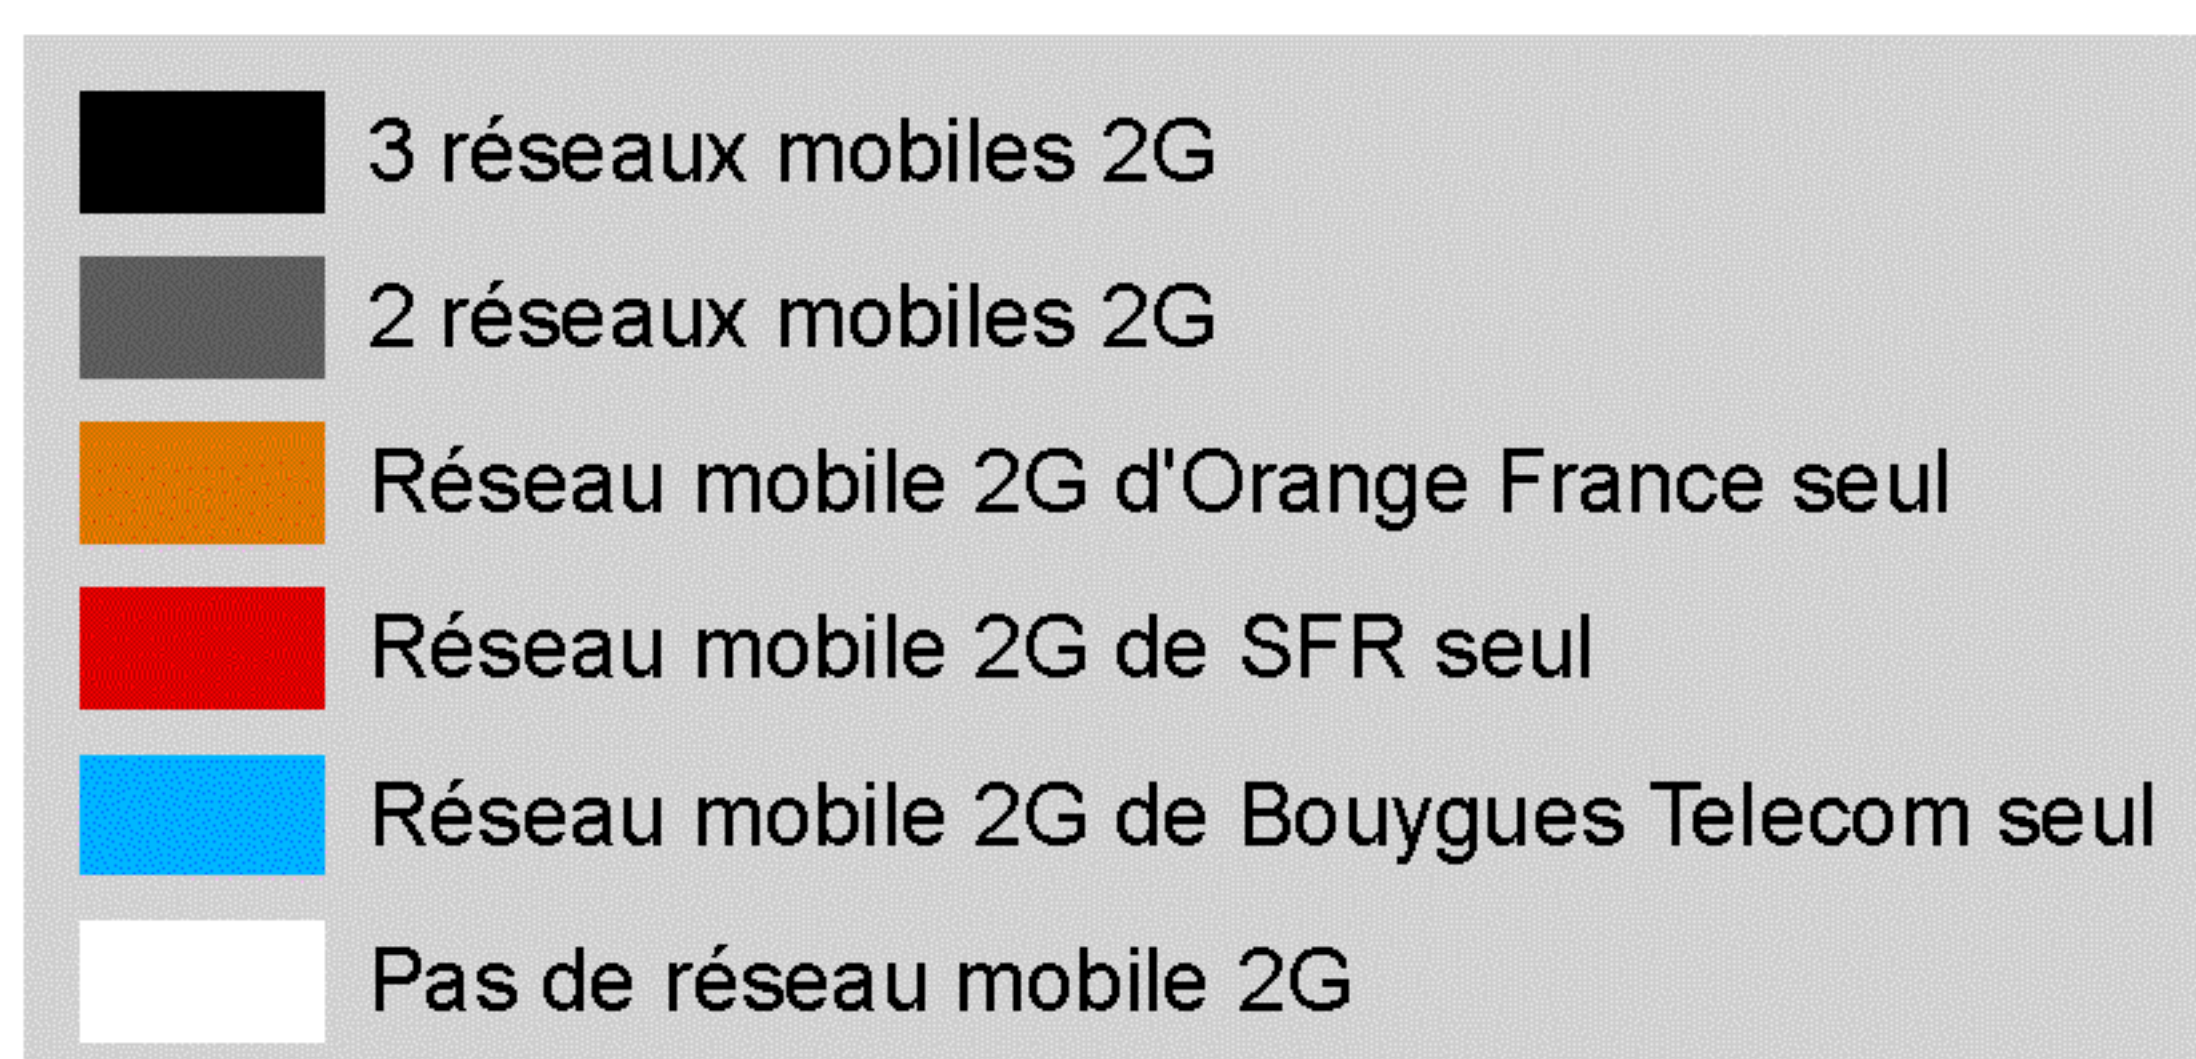 3 réseaux mobiles 2G
2 réseaux mobiles 2G
Réseau mobile 2G d'Orange France seul
Réseau mobile 2G de SFR seul
Réseau mobile 2G de Bouygues Telecom seul
Pas de réseau mobile 2G